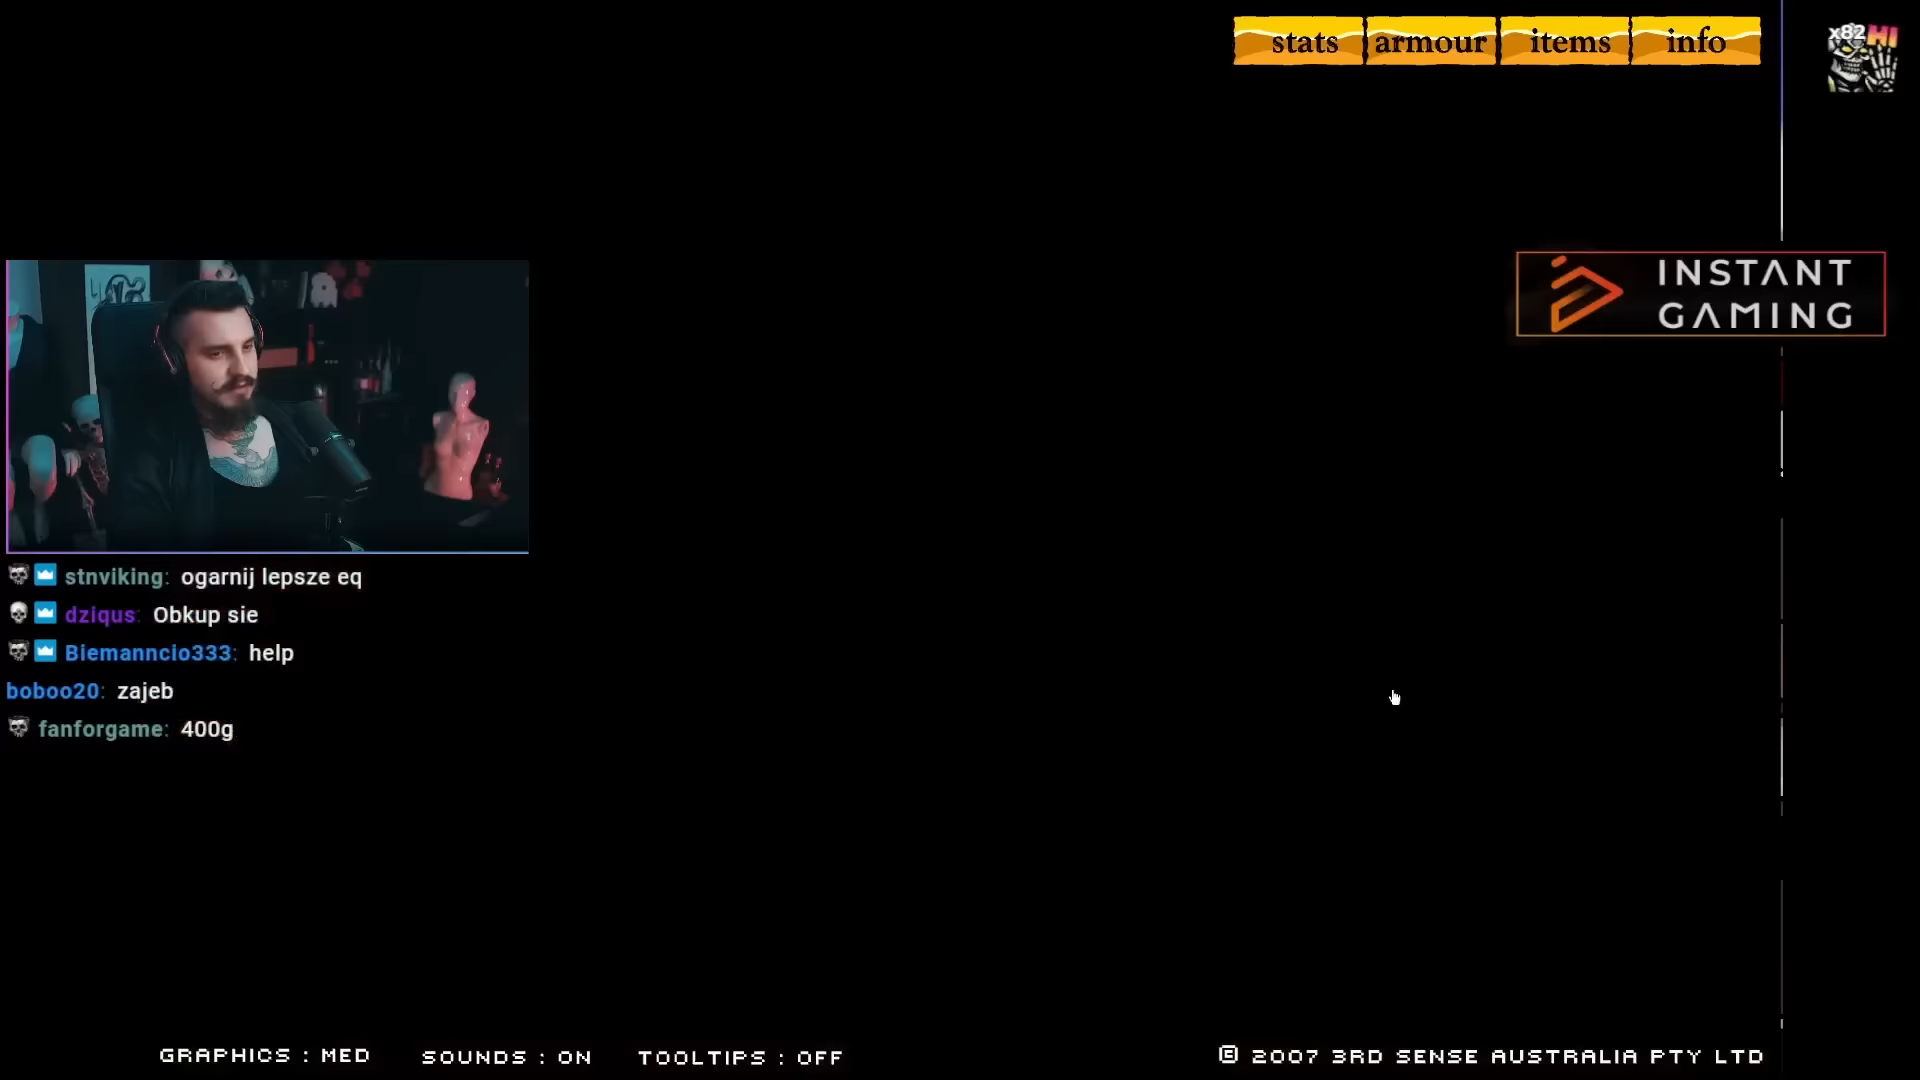 stats armour items info
x82 HI
INSTANT
GAMING
stnviking: ogarnij lepsze eq
dziqus: Obkup sie
Biemanncio333: help
boboo20: zajeb
fanforgame: 400g
GRAPHICS : MED SOUNDS : ON TOOLTIPS : OFF © 2007 3RD SENSE AUSTRALIA PTY LTD